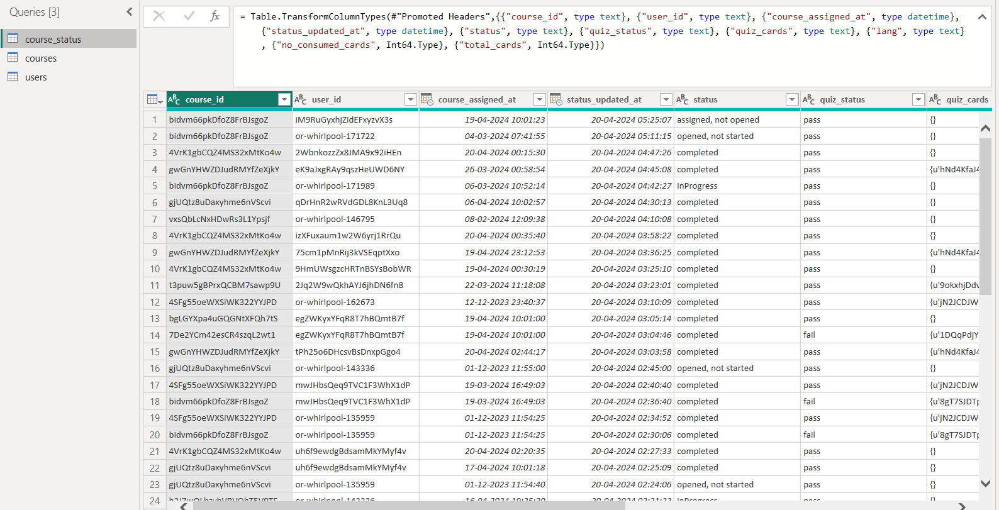 Queries [3]
course_status
courses
users
fx
= Table.TransformColumnTypes(#"Promoted Headers",{{"course_id", type text}, {"user_id", type text}, {"course_assigned_at", type datetime},
{"status_updated_at", type datetime}, {"status", type text}, {"quiz_status", type text}, {"quiz_cards", type text}, {"lang", type text}
, {"no_consumed_cards", Int64.Type}, {"total_cards", Int64.Type}})
ABC course_id ABC user_id course_assigned_at status_updated_at ABC status ABC quiz_status ABC quiz_cards
1 bidvm66pkDfoZ8FrBJsgoZ iM9RuGyxhjZidEFxyzvX3s 19-04-2024 10:01:23 20-04-2024 05:25:07 assigned, not opened pass {}
2 bidvm66pkDfoZ8FrBJsgoZ or-whirlpool-171722 04-03-2024 07:41:55 20-04-2024 05:11:15 opened, not started pass {}
3 4VrK1gbCQZ4MS32xMtKo4w 2WbnkozzZx8JMA9x92iHEn 20-04-2024 00:15:30 20-04-2024 04:47:26 completed pass {}
4 gwGnYHWZDJudRMYfZeXjkY eK9aJxgRAy9qszHeUWD6NY 26-03-2024 00:58:54 20-04-2024 04:45:08 completed pass {u'hNd4KfaJ4
5 bidvm66pkDfoZ8FrBJsgoZ or-whirlpool-171989 06-03-2024 10:52:14 20-04-2024 04:42:27 inProgress pass {}
6 gjUQtz8uDaxyhme6nVScvi qDrHnR2wRVdGDL8KnL3Uq8 06-04-2024 10:02:57 20-04-2024 04:30:13 completed pass {}
7 vxsQbLcNxHDwRs3L1Ypsjf or-whirlpool-146795 08-02-2024 12:09:38 20-04-2024 04:10:08 completed pass {}
8 4VrK1gbCQZ4MS32xMtKo4w izXFuxaum1w2W6yrj1RrQu 20-04-2024 00:35:40 20-04-2024 03:58:22 completed pass {}
9 gwGnYHWZDJudRMYfZeXjkY 75cm1pMnRij3kVSEqptXxo 19-04-2024 23:12:53 20-04-2024 03:36:25 completed pass {u'hNd4KfaJ4
10 4VrK1gbCQZ4MS32xMtKo4w 9HmUWsgzcHRTnBSYsBobWR 19-04-2024 00:30:19 20-04-2024 03:25:10 completed pass {}
11 t3puw5gBPrxQCBM7sawp9U 2Jq2W9wQkhAYJ6jhDN6fn8 22-03-2024 11:18:08 20-04-2024 03:23:01 completed pass {u'9okxhjDdv
12 4SFg55oeWXSiWK322YYJPD or-whirlpool-162673 12-12-2023 23:40:37 20-04-2024 03:10:09 completed pass {u'jN2JCDJW
13 bgLGYXpa4uGQGNtXFQh7tS egZWKyxYFqR8T7hBQmtB7f 19-04-2024 10:01:00 20-04-2024 03:05:14 completed pass {}
14 7De2YCm42esCR4szqL2wt1 egZWKyxYFqR8T7hBQmtB7f 19-04-2024 10:01:00 20-04-2024 03:04:46 completed fail {u'1DQqPdjY
15 gwGnYHWZDJudRMYfZeXjkY tPh25o6DHcsvBsDnxpGgo4 20-04-2024 02:44:17 20-04-2024 03:03:58 completed pass {u'hNd4KfaJ4
16 gjUQtz8uDaxyhme6nVScvi or-whirlpool-143336 01-12-2023 11:55:00 20-04-2024 02:45:00 opened, not started pass {}
17 4SFg55oeWXSiWK322YYJPD mwJHbsQeq9TVC1F3WhX1dP 19-03-2024 16:49:03 20-04-2024 02:40:40 completed pass {u'jN2JCDJW
18 bidvm66pkDfoZ8FrBJsgoZ mwJHbsQeq9TVC1F3WhX1dP 19-03-2024 16:49:03 20-04-2024 02:36:40 completed fail {u'8gT7SJDTp
19 4SFg55oeWXSiWK322YYJPD or-whirlpool-135959 01-12-2023 11:54:25 20-04-2024 02:34:52 completed pass {u'jN2JCDJW
20 bidvm66pkDfoZ8FrBJsgoZ or-whirlpool-135959 01-12-2023 11:54:25 20-04-2024 02:30:06 completed fail {u'8gT7SJDTp
21 4VrK1gbCQZ4MS32xMtKo4w uh6f9ewdgBdsamMkYMyf4v 20-04-2024 02:20:35 20-04-2024 02:27:33 completed pass {}
22 gjUQtz8uDaxyhme6nVScvi uh6f9ewdgBdsamMkYMyf4v 17-04-2024 10:01:18 20-04-2024 02:25:09 completed pass {}
23 gjUQtz8uDaxyhme6nVScvi or-whirlpool-135959 01-12-2023 11:54:40 20-04-2024 02:24:06 opened, not started pass {}
24